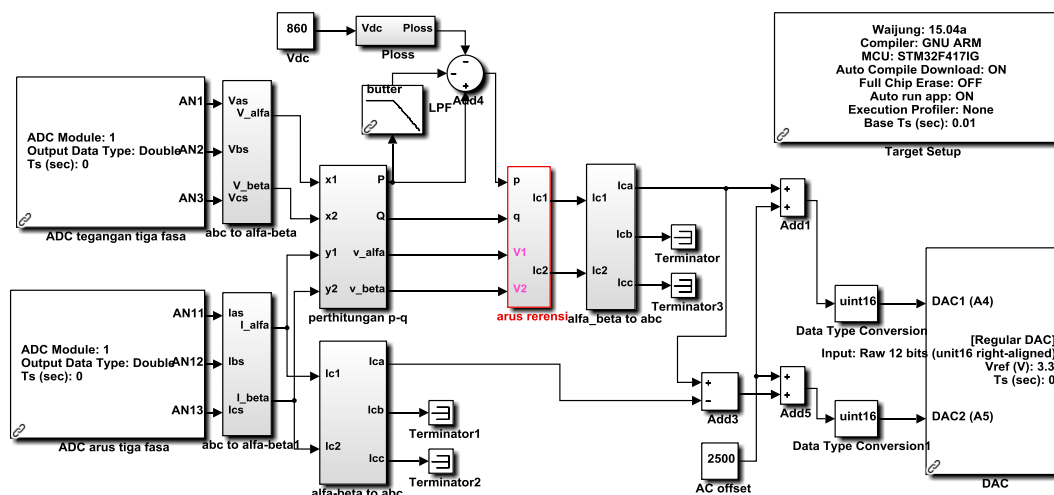 860
Vdc
Vdc
Ploss
Ploss
−
−
+
Add4
butter
LPF
Waijung: 15.04a
Compiler: GNU ARM
MCU: STM32F417IG
Auto Compile Download: ON
Full Chip Erase: OFF
Auto run app: ON
Execution Profiler: None
Base Ts (sec): 0.01
Target Setup
ADC Module: 1
Output Data Type: Double
Ts (sec): 0
AN1
AN2
AN3
ADC tegangan tiga fasa
Vas
V_alfa
Vbs
V_beta
Vcs
abc to alfa-beta
x1
x2
y1
y2
P
Q
v_alfa
v_beta
perthitungan p-q
p
q
V1
V2
Ic1
Ic2
arus rerensi
Ic1
Ic2
Ica
Icb
Icc
alfa_beta to abc
Terminator
Terminator3
+
+
Add1
uint16
Data Type Conversion
DAC1 (A4)
[Regular DAC]
Input: Raw 12 bits (unit16 right-aligned)
Vref (V): 3.3
Ts (sec): 0
DAC2 (A5)
DAC
ADC Module: 1
Output Data Type: Double
Ts (sec): 0
AN11
AN12
AN13
ADC arus tiga fasa
Ias
I_alfa
Ibs
I_beta
Ics
abc to alfa-beta1
Ic1
Ic2
Ica
Icb
Icc
alfa-beta to abc
Terminator1
Terminator2
+
−
Add3
+
+
Add5
uint16
Data Type Conversion1
2500
AC offset